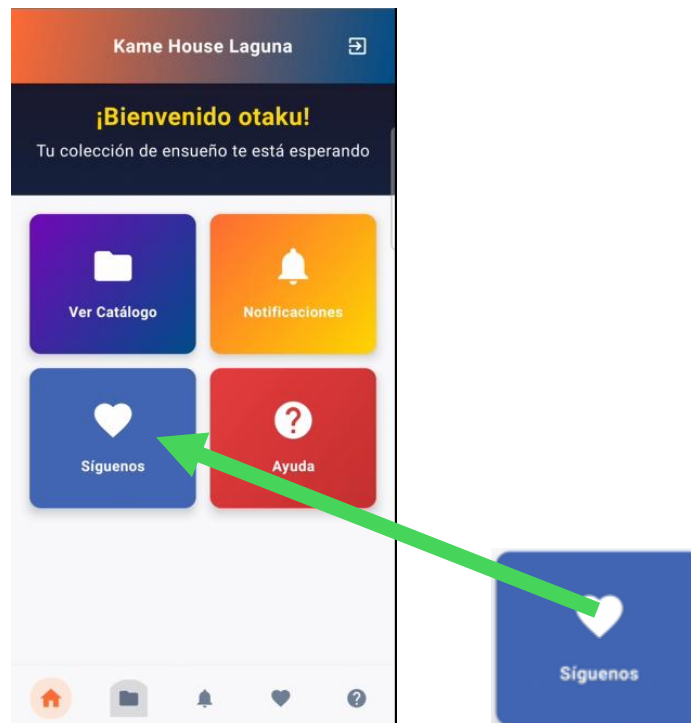 Kame House Laguna
¡Bienvenido otaku!
Tu colección de ensueño te está esperando
Ver Catálogo
Notificaciones
Síguenos
Ayuda
Síguenos